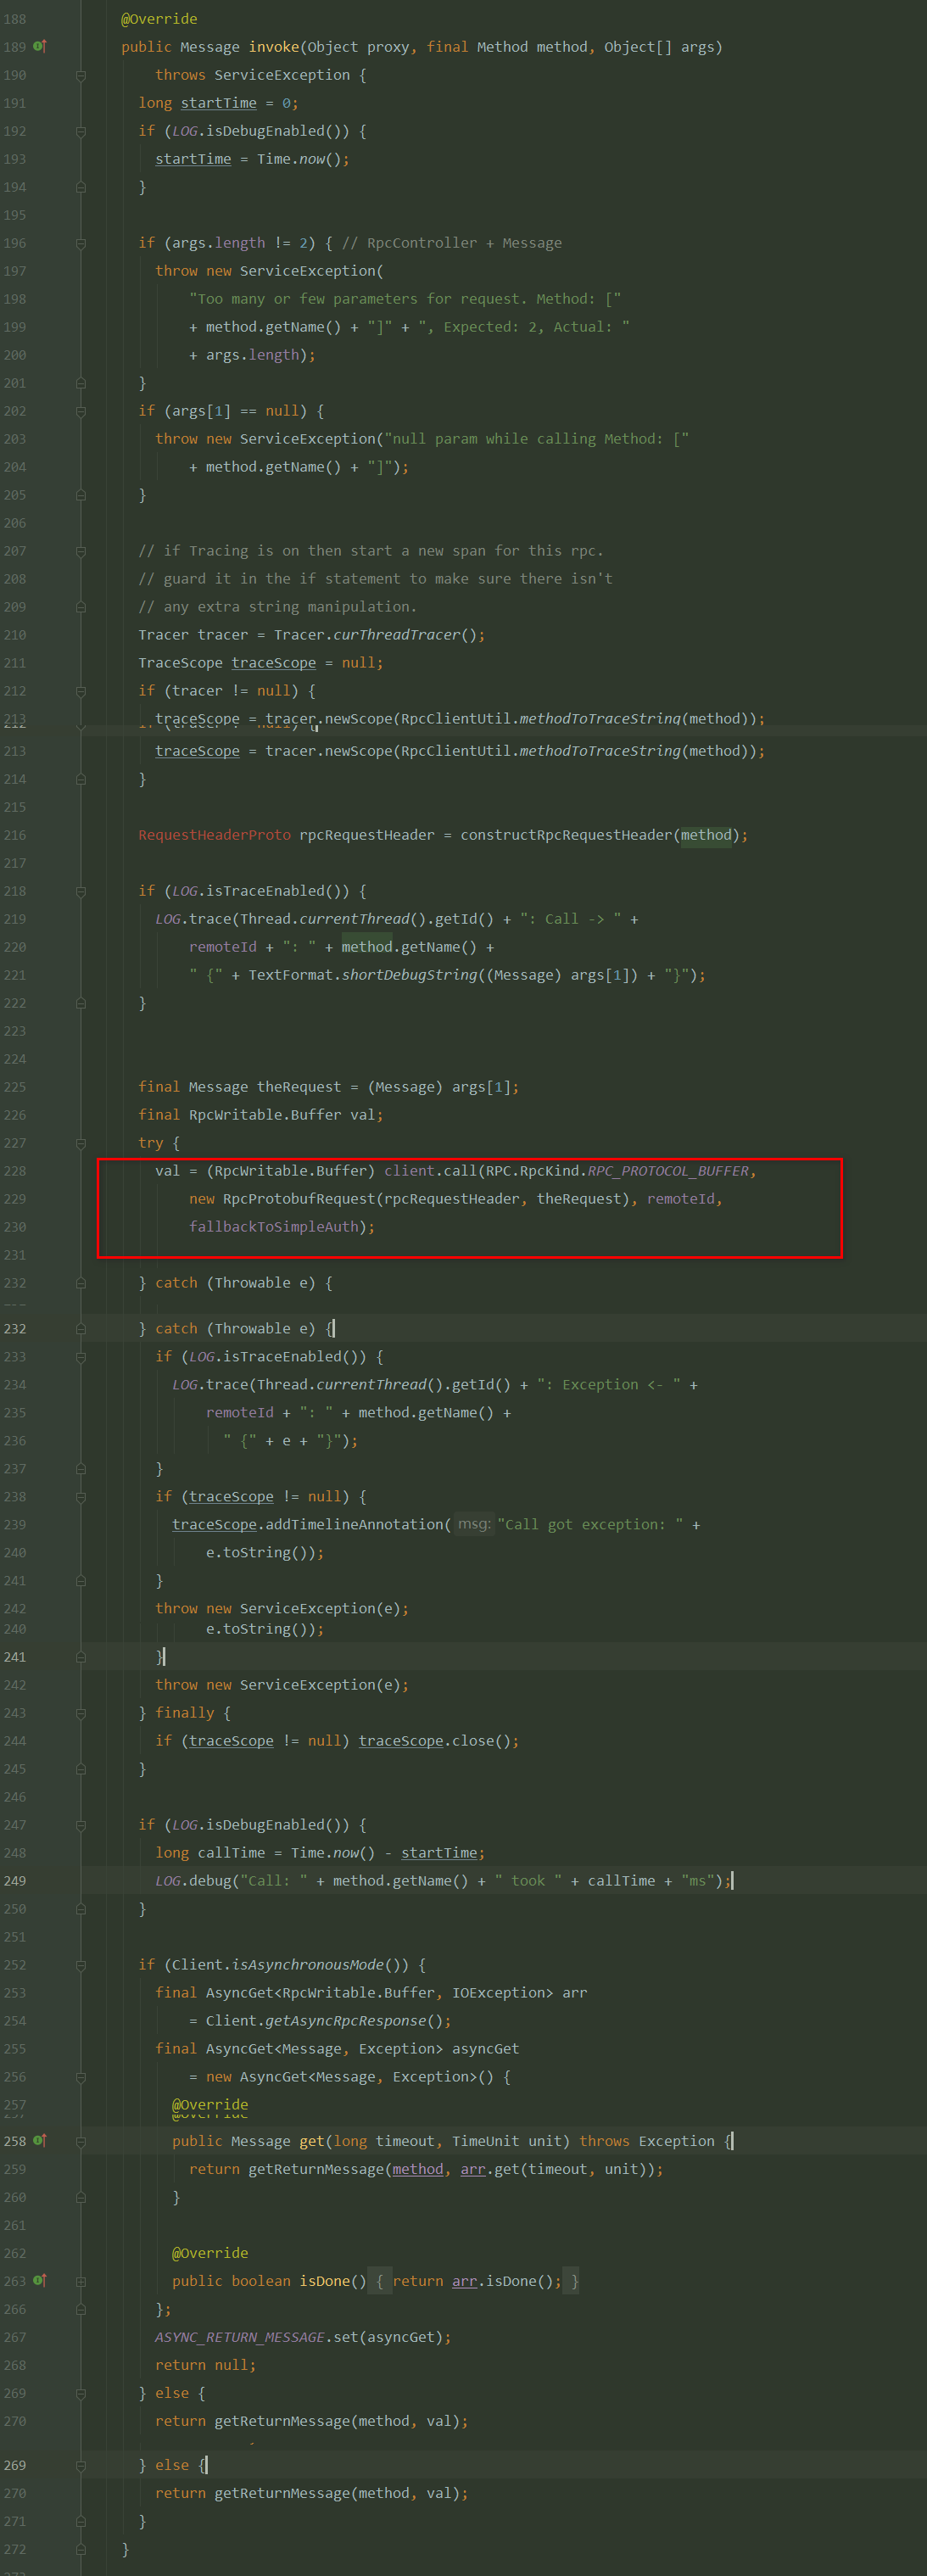 188 @Override
189 public Message invoke(Object proxy, final Method method, Object[] args)
190 throws ServiceException {
191 long startTime = 0;
192 if (LOG.isDebugEnabled()) {
193 startTime = Time.now();
194 }
195
196 if (args.length != 2) { // RpcController + Message
197 throw new ServiceException(
198 "Too many or few parameters for request. Method: ["
199 + method.getName() + "]" + ", Expected: 2, Actual: "
200 + args.length);
201 }
202 if (args[1] == null) {
203 throw new ServiceException("null param while calling Method: ["
204 + method.getName() + "]");
205 }
206
207 // if Tracing is on then start a new span for this rpc.
208 // guard it in the if statement to make sure there isn't
209 // any extra string manipulation.
210 Tracer tracer = Tracer.curThreadTracer();
211 TraceScope traceScope = null;
212 if (tracer != null) {
213 traceScope = tracer.newScope(RpcClientUtil.methodToTraceString(method));
212 if (tracer != null) {
213 traceScope = tracer.newScope(RpcClientUtil.methodToTraceString(method));
214 }
215
216 RequestHeaderProto rpcRequestHeader = constructRpcRequestHeader(method);
217
218 if (LOG.isTraceEnabled()) {
219 LOG.trace(Thread.currentThread().getId() + ": Call -> " +
220 remoteId + ": " + method.getName() +
221 " {" + TextFormat.shortDebugString((Message) args[1]) + "}");
222 }
223
224
225 final Message theRequest = (Message) args[1];
226 final RpcWritable.Buffer val;
227 try {
228 val = (RpcWritable.Buffer) client.call(RPC.RpcKind.RPC_PROTOCOL_BUFFER,
229 new RpcProtobufRequest(rpcRequestHeader, theRequest), remoteId,
230 fallbackToSimpleAuth);
231
232 } catch (Throwable e) {
232 } catch (Throwable e) {
233 if (LOG.isTraceEnabled()) {
234 LOG.trace(Thread.currentThread().getId() + ": Exception <- " +
235 remoteId + ": " + method.getName() +
236 " {" + e + "}");
237 }
238 if (traceScope != null) {
239 traceScope.addTimelineAnnotation( msg: "Call got exception: " +
240 e.toString());
241 }
242 throw new ServiceException(e);
240 e.toString());
241 }
242 throw new ServiceException(e);
243 } finally {
244 if (traceScope != null) traceScope.close();
245 }
246
247 if (LOG.isDebugEnabled()) {
248 long callTime = Time.now() - startTime;
249 LOG.debug("Call: " + method.getName() + " took " + callTime + "ms");
250 }
251
252 if (Client.isAsynchronousMode()) {
253 final AsyncGet<RpcWritable.Buffer, IOException> arr
254 = Client.getAsyncRpcResponse();
255 final AsyncGet<Message, Exception> asyncGet
256 = new AsyncGet<Message, Exception>() {
257 @Override
257 @Override
258 public Message get(long timeout, TimeUnit unit) throws Exception {
259 return getReturnMessage(method, arr.get(timeout, unit));
260 }
261
262 @Override
263 public boolean isDone() { return arr.isDone(); }
266 };
267 ASYNC_RETURN_MESSAGE.set(asyncGet);
268 return null;
269 } else {
270 return getReturnMessage(method, val);
269 } else {
270 return getReturnMessage(method, val);
271 }
272 }